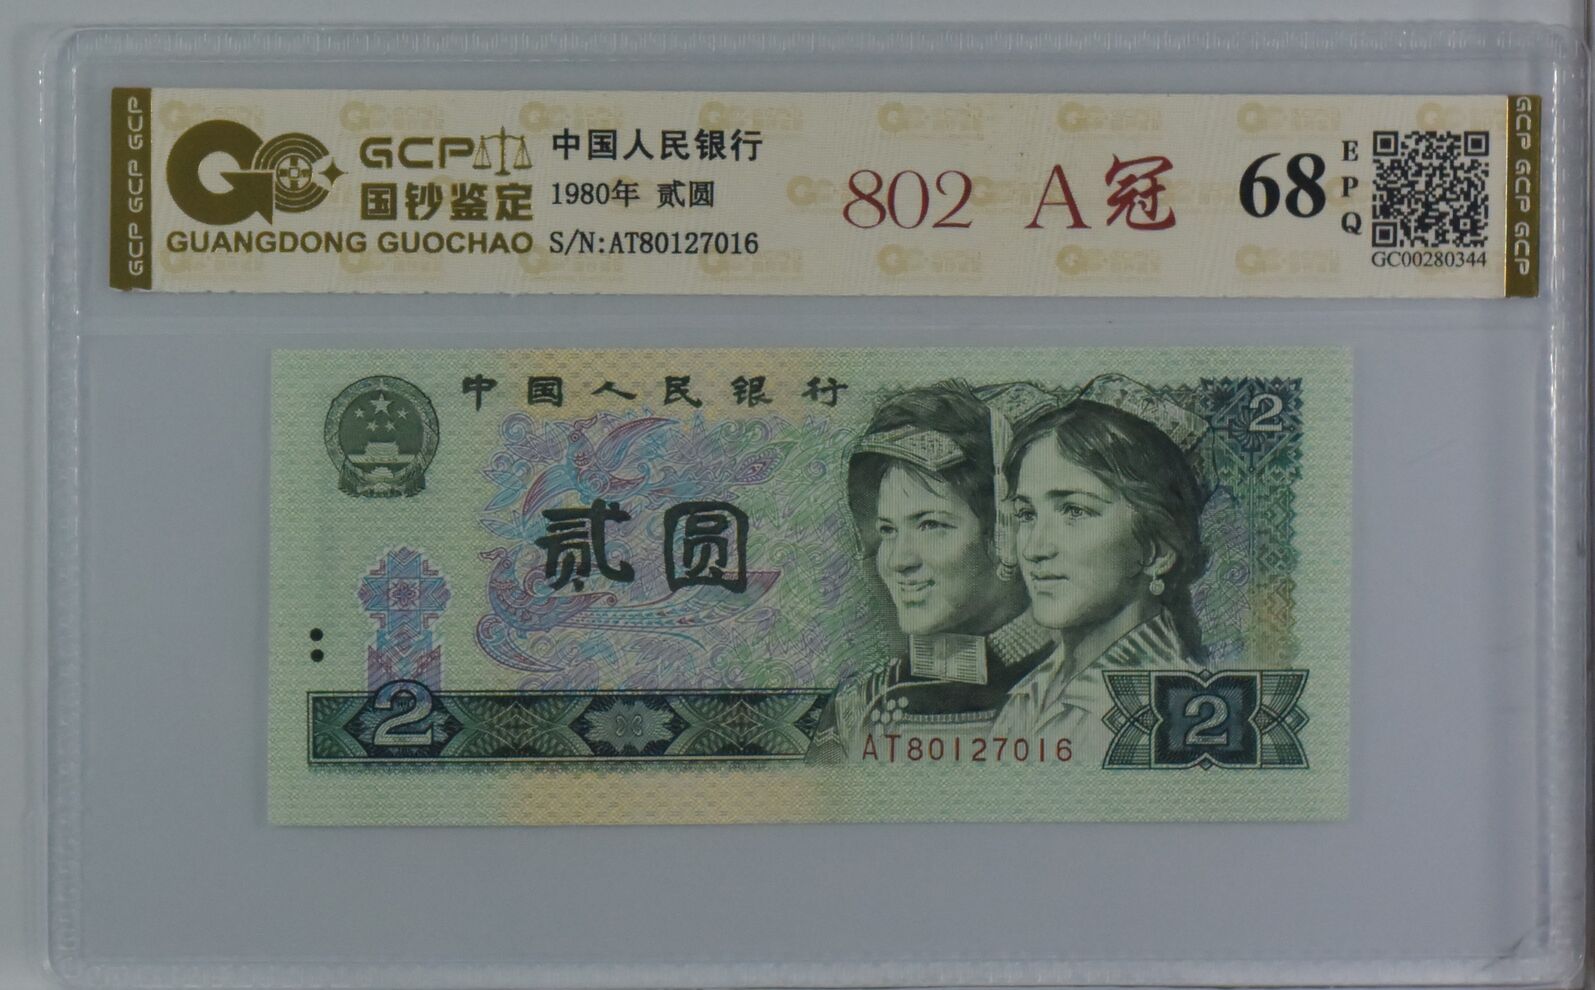 GCP
国钞鉴定
GUANGDONG GUOCHAO
中国人民银行
1980年 贰圆
S/N:AT80127016
802 A冠
68
EPQ
GC00280344
GCP GCP GCP
GCP GCP GCP
中国人民银行
2
贰圆
2
AT80127016
2